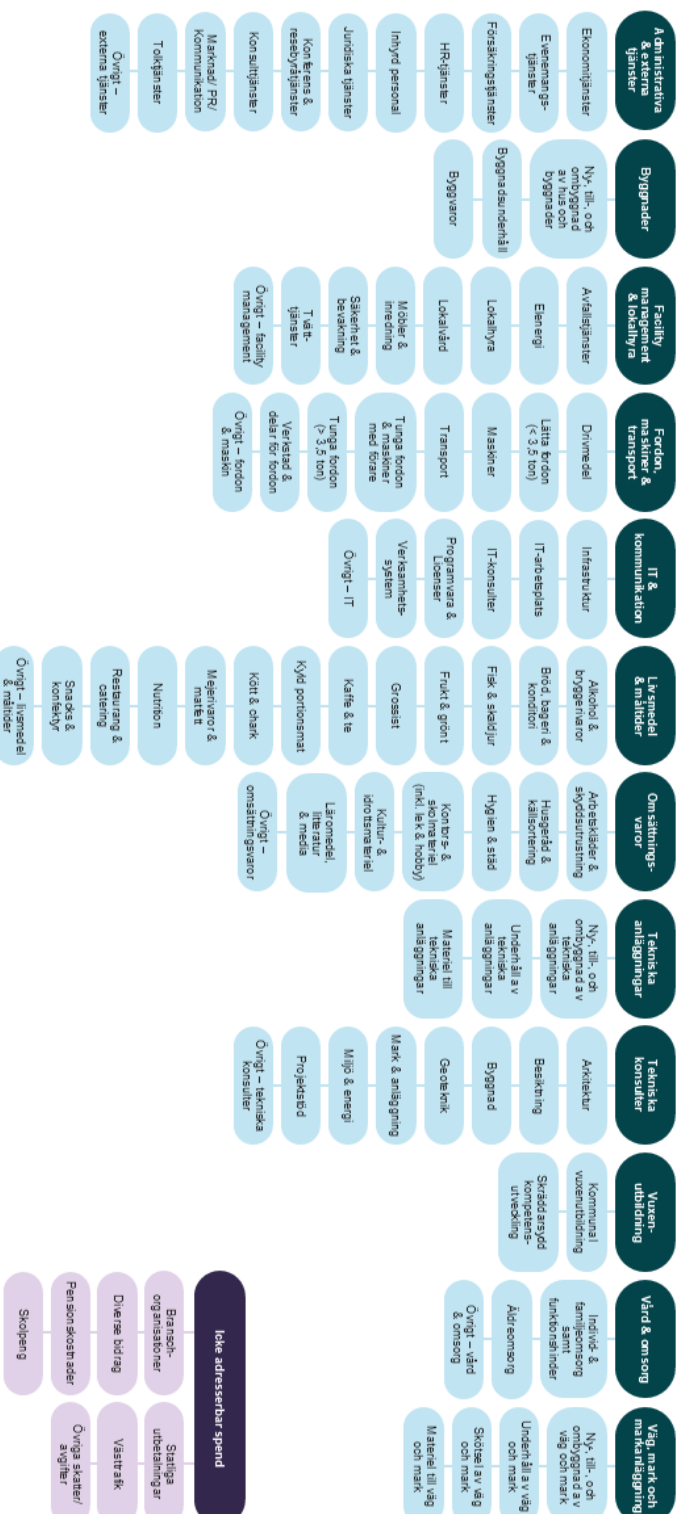 Administrativa
& externa
tjänster
Ekonomitjänster
Evenemangs-
tjänster
Försäkringstjänster
HR-tjänster
Inhyrd personal
Juridiska tjänster
Konferens &
resebyråtjänster
Konsulttjänster
Marknad/ PR/
Kommunikation
Tolktjänster
Övrigt –
externa tjänster
Byggnader
Ny-, till-, och
ombyggnad
av hus och
byggnader
Byggnadsunderhåll
Byggvaror
Facility
management
& lokalhyra
Avfallstjänster
Elenergi
Lokalhyra
Lokalvård
Möbler &
inredning
Säkerhet &
bevakning
Tvätt-
tjänster
Övrigt – facility
management
Fordon,
maskiner &
transport
Drivmedel
Lätta fordon
(< 3,5 ton)
Maskiner
Transport
Tunga fordon
& maskiner
med förare
Tunga fordon
(> 3,5 ton)
Verkstad &
delar för fordon
Övrigt – fordon
& maskin
IT &
kommunikation
Infrastruktur
IT-arbetsplats
IT-konsulter
Programvara &
Licenser
Verksamhets-
system
Övrigt – IT
Livsmedel
& måltider
Alkohol &
bryggerivaror
Bröd, bageri &
konditori
Fisk & skaldjur
Frukt & grönt
Grossist
Kaffe & te
Kyld portionsmat
Kött & chark
Mejerivaror &
matfett
Nutrition
Restaurang &
catering
Snacks &
konfektyr
Övrigt – livsmedel
& måltider
Omsättnings-
varor
Arbetskläder &
skyddsutrustning
Husgeråd &
källsortering
Hygien & städ
Kontors- &
skolmateriel
(inkl. lek & hobby)
Kultur- &
idrottsmateriel
Läromedel,
litteratur
& media
Övrigt –
omsättningsvaror
Tekniska
anläggningar
Ny-, till-, och
ombyggnad av
tekniska
anläggningar
Underhåll av
tekniska
anläggningar
Materiel till
tekniska
anläggningar
Tekniska
konsulter
Arkitektur
Besiktning
Byggnad
Geoteknik
Mark & anläggning
Miljö & energi
Projektstöd
Övrigt – tekniska
konsulter
Vuxen-
utbildning
Kommunal
vuxenutbildning
Skräddarsydd
kompetens-
utveckling
Vård & omsorg
Individ- &
familjeomsorg
samt
funktionshinder
Äldreomsorg
Övrigt – vård
& omsorg
Väg, mark och
markanläggning
Ny-, till-, och
ombyggnad av
väg och mark
Underhåll av väg
och mark
Skötsel av väg
och mark
Materiel till väg
och mark
Icke adresserbar spend
Bransch-
organisationer
Diverse bidrag
Pensionskostnader
Skolpeng
Statliga
utbetalningar
Västtrafik
Övriga skatter/
avgifter